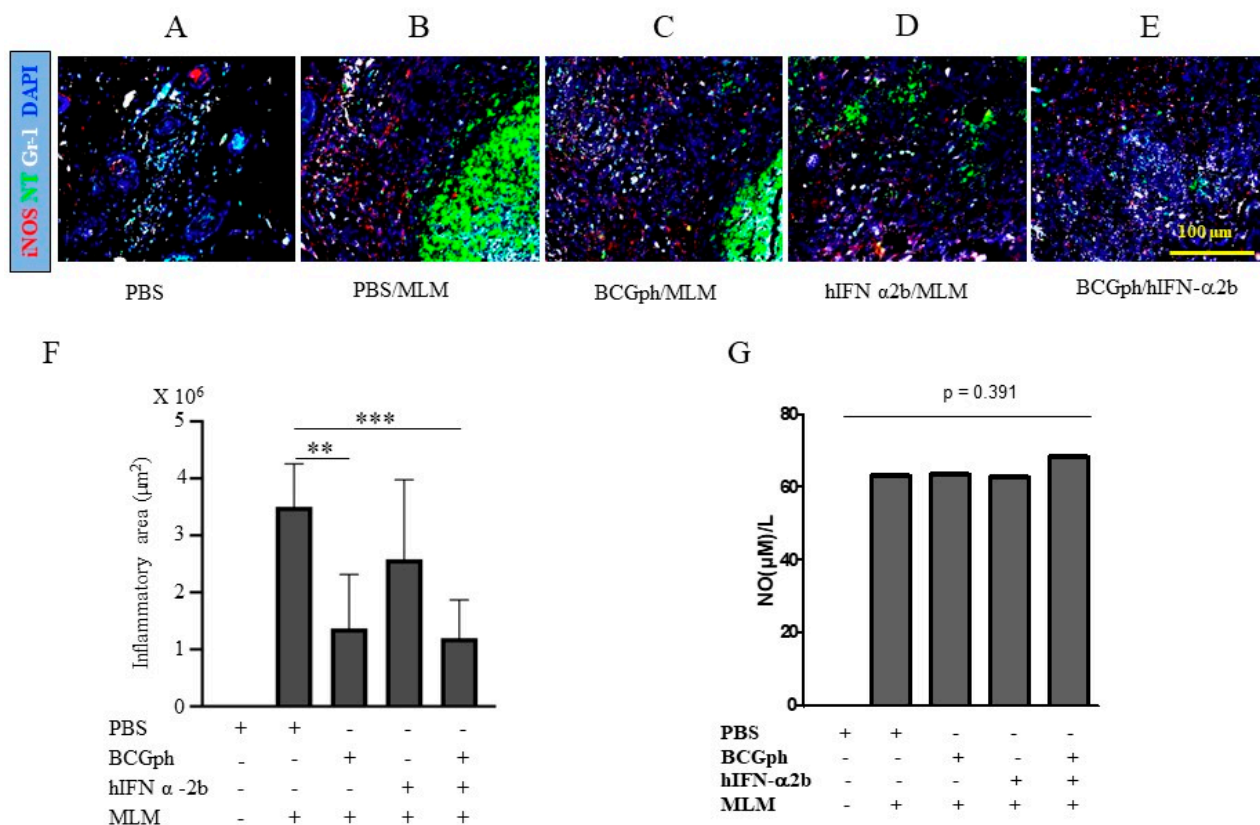 A B C D E
iNOS NT Gr-1 DAPI
100 μm
PBS PBS/MLM BCGph/MLM hIFN α2b/MLM BCGph/hIFN-α2b
F
X 10⁶
Inflammatory area (μm²)
5
4
3
2
1
0
***
**
PBS + + - - -
BCGph - - + - +
hIFN α -2b - - - + +
MLM - + + + +
G
p = 0.391
NO(μM)/L
80
60
40
20
0
PBS + + - - -
BCGph - - + - +
hIFN-α2b - - - + +
MLM - + + + +